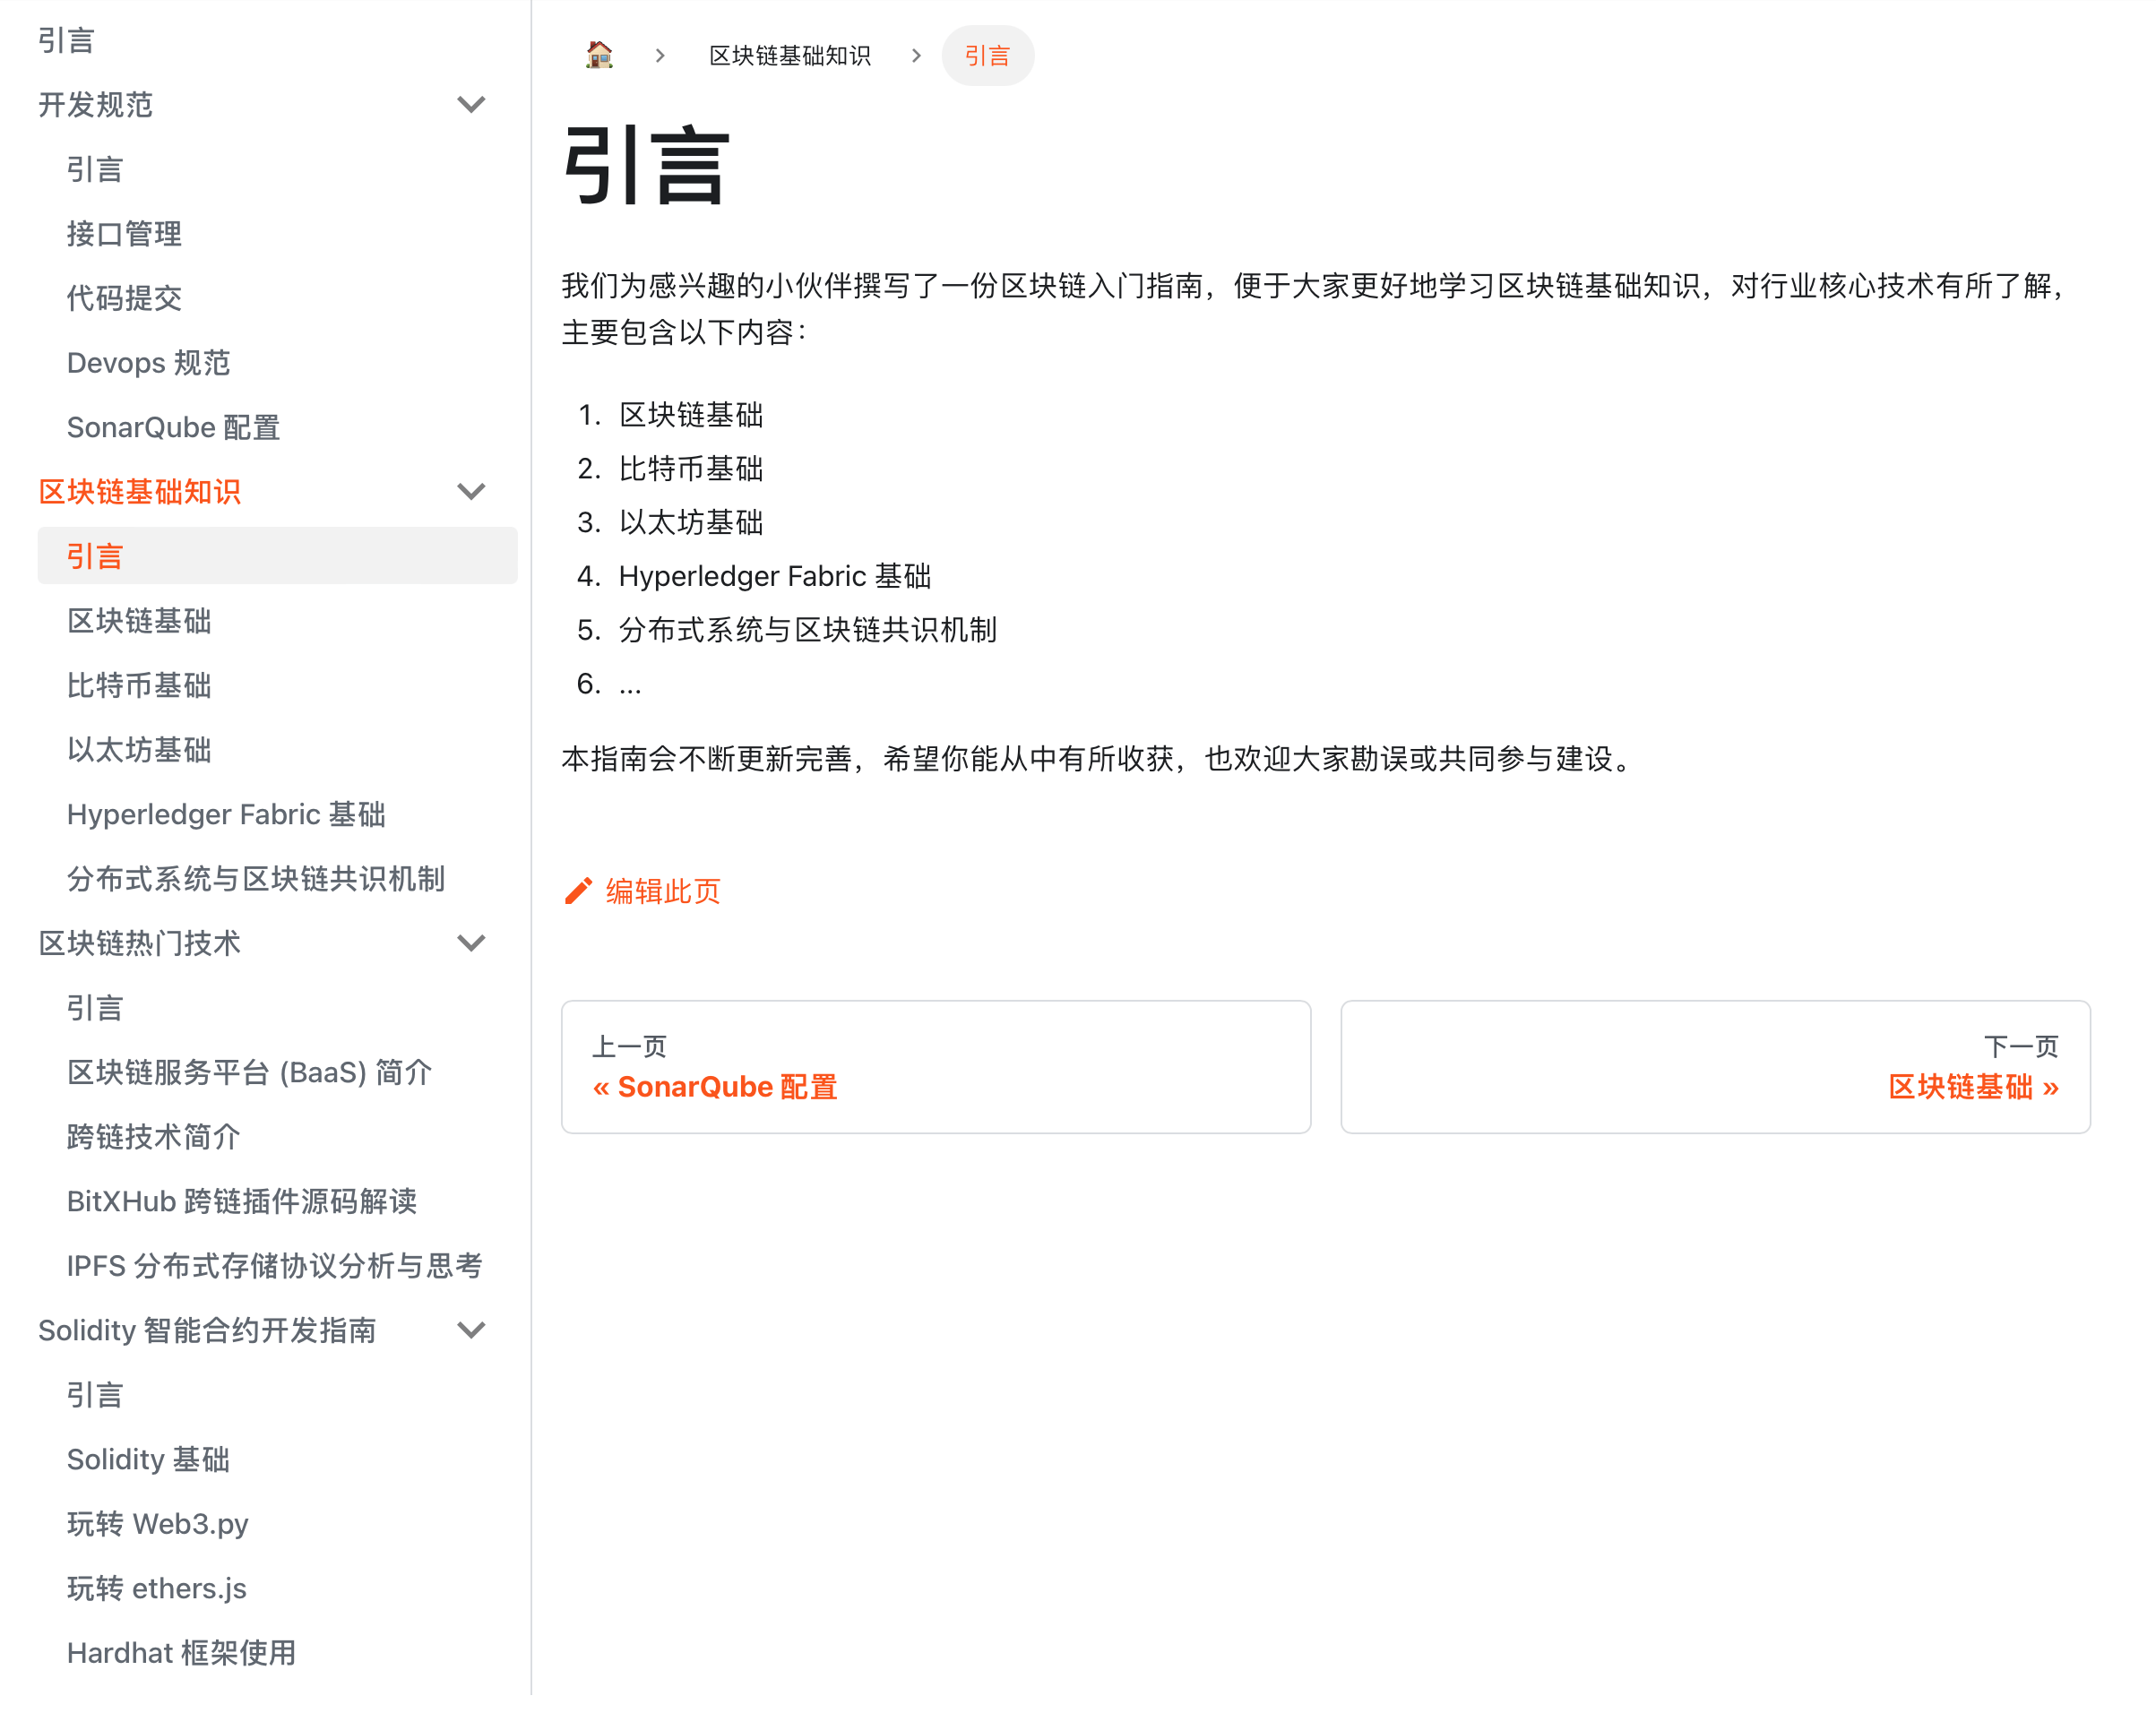 引言
开发规范
引言
接口管理
代码提交
Devops 规范
SonarQube 配置
区块链基础知识
引言
区块链基础
比特币基础
以太坊基础
Hyperledger Fabric 基础
分布式系统与区块链共识机制
区块链热门技术
引言
区块链服务平台 (BaaS) 简介
跨链技术简介
BitXHub 跨链插件源码解读
IPFS 分布式存储协议分析与思考
Solidity 智能合约开发指南
引言
Solidity 基础
玩转 Web3.py
玩转 ethers.js
Hardhat 框架使用
区块链基础知识 > 引言
引言
我们为感兴趣的小伙伴撰写了一份区块链入门指南，便于大家更好地学习区块链基础知识，对行业核心技术有所了解，
主要包含以下内容：
1. 区块链基础
2. 比特币基础
3. 以太坊基础
4. Hyperledger Fabric 基础
5. 分布式系统与区块链共识机制
6. ...
本指南会不断更新完善，希望你能从中有所收获，也欢迎大家勘误或共同参与建设。
编辑此页
上一页
« SonarQube 配置
下一页
区块链基础 »